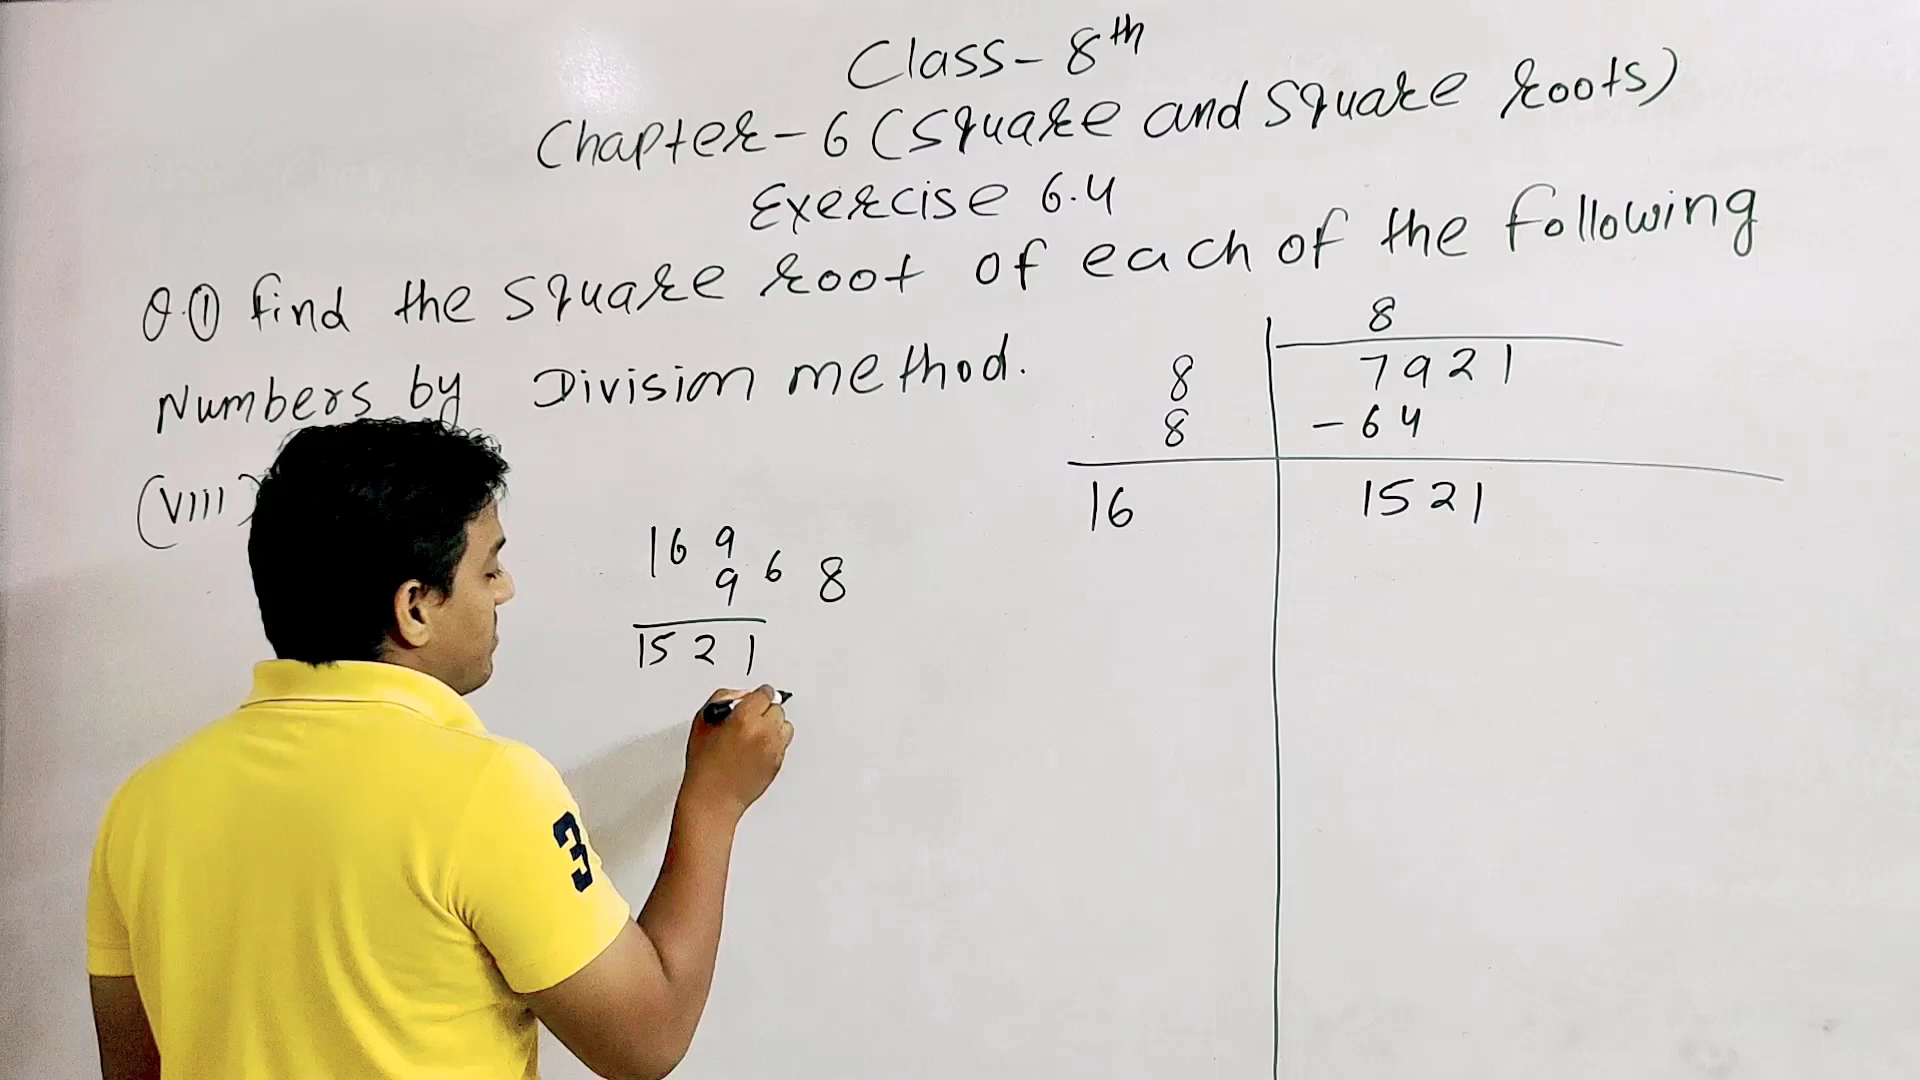 Class - 8th
Chapter - 6 (Square and Square roots)
Exercise 6.4
Q.① find the square root of each of the following
Numbers by Division method.
(VIII)
8
8 7921
8 - 64
16 1521
16 9
9 6 8
1521
3